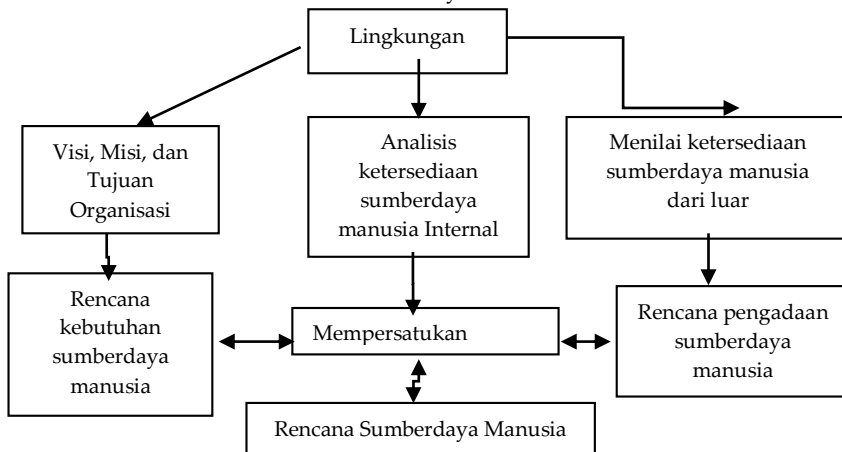 Lingkungan
Visi, Misi, dan
Tujuan
Organisasi
Analisis
ketersediaan
sumberdaya
manusia Internal
Menilai ketersediaan
sumberdaya manusia
dari luar
Rencana
kebutuhan
sumberdaya
manusia
Mempersatukan
Rencana pengadaan
sumberdaya
manusia
Rencana Sumberdaya Manusia